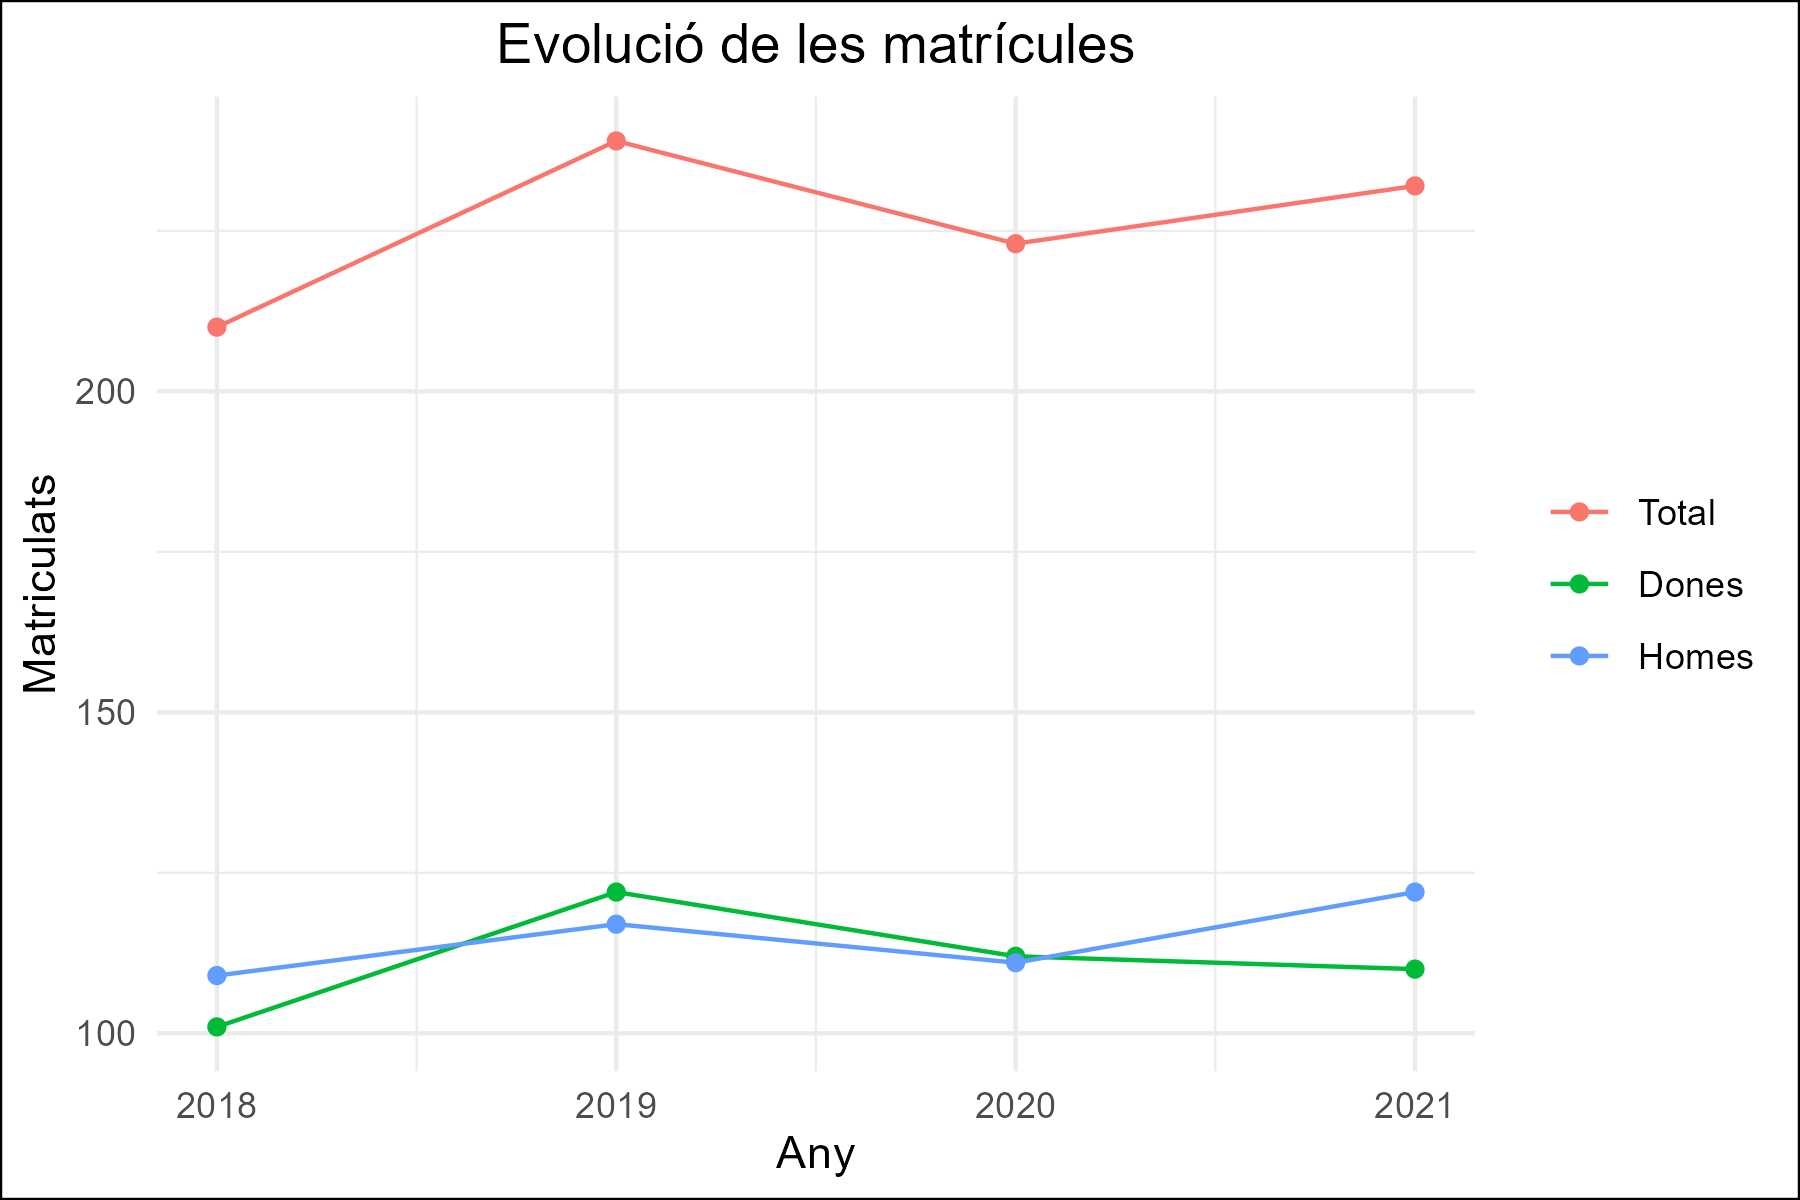 Evolució de les matrícules
Matriculats
200
150
100
2018 2019 2020 2021
Any
Total
Dones
Homes